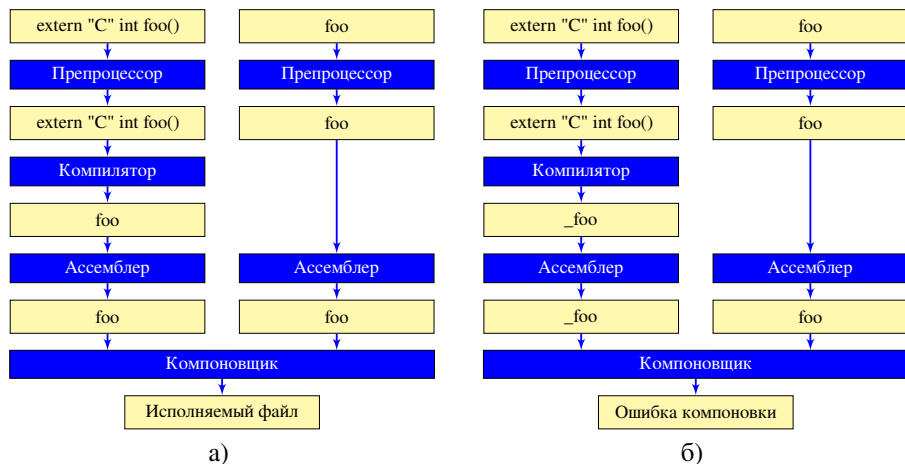 extern "C" int foo()
foo
Препроцессор
Препроцессор
extern "C" int foo()
foo
Компилятор
foo
Ассемблер
Ассемблер
foo
foo
Компоновщик
Исполняемый файл
а)
extern "C" int foo()
foo
Препроцессор
Препроцессор
extern "C" int foo()
foo
Компилятор
_foo
Ассемблер
Ассемблер
_foo
foo
Компоновщик
Ошибка компоновки
б)